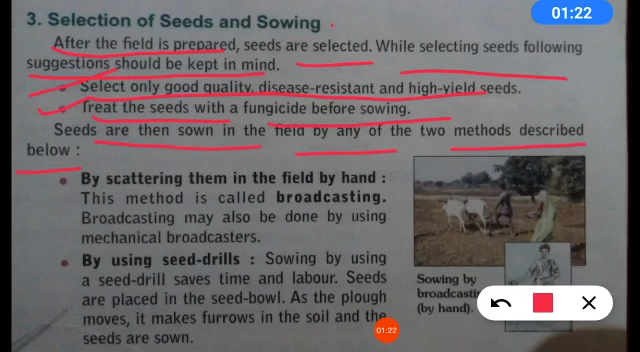 01:22
3. Selection of Seeds and Sowing
After the field is prepared, seeds are selected. While selecting seeds following
suggestions should be kept in mind.
• Select only good quality, disease-resistant and high-yield seeds.
• Treat the seeds with a fungicide before sowing.
Seeds are then sown in the field by any of the two methods described
below :
• By scattering them in the field by hand :
This method is called broadcasting.
Broadcasting may also be done by using
mechanical broadcasters.
• By using seed-drills : Sowing by using
a seed-drill saves time and labour. Seeds
are placed in the seed-bowl. As the plough
moves, it makes furrows in the soil and the
seeds are sown.
Sowing by
(by hand).
01:22